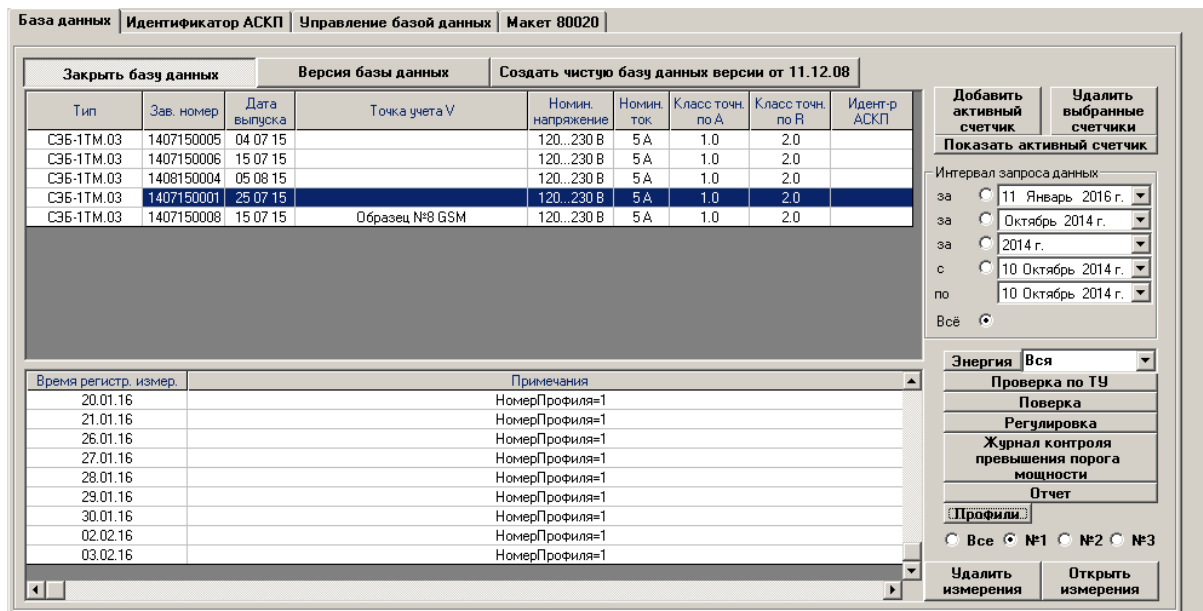 База данных Идентификатор АСКП Управление базой данных Макет 80020
Закрыть базу данных Версия базы данных Создать чистую базу данных версии от 11.12.08
Тип Зав. номер Дата выпуска Точка учета V Номин. напряжение Номин. ток Класс точн. по А Класс точн. по R Идент-р АСКП
СЭБ-1ТМ.03 1407150005 04 07 15 120...230 В 5 А 1.0 2.0
СЭБ-1ТМ.03 1407150006 15 07 15 120...230 В 5 А 1.0 2.0
СЭБ-1ТМ.03 1408150004 05 08 15 120...230 В 5 А 1.0 2.0
СЭБ-1ТМ.03 1407150001 25 07 15 120...230 В 5 А 1.0 2.0
СЭБ-1ТМ.03 1407150008 15 07 15 Образец №8 GSM 120...230 В 5 А 1.0 2.0
Время регистр. измер. Примечания
20.01.16 НомерПрофиля=1
21.01.16 НомерПрофиля=1
26.01.16 НомерПрофиля=1
27.01.16 НомерПрофиля=1
28.01.16 НомерПрофиля=1
29.01.16 НомерПрофиля=1
30.01.16 НомерПрофиля=1
02.02.16 НомерПрофиля=1
03.02.16 НомерПрофиля=1
Добавить активный счетчик
Удалить выбранные счетчики
Показать активный счетчик
Интервал запроса данных
за 11 Январь 2016 г.
за Октябрь 2014 г.
за 2014 г.
с 10 Октябрь 2014 г.
по 10 Октябрь 2014 г.
Всё
Энергия Вся
Проверка по ТУ
Поверка
Регулировка
Журнал контроля
превышения порога
мощности
Отчет
Профили
Все №1 №2 №3
Удалить измерения
Открыть измерения